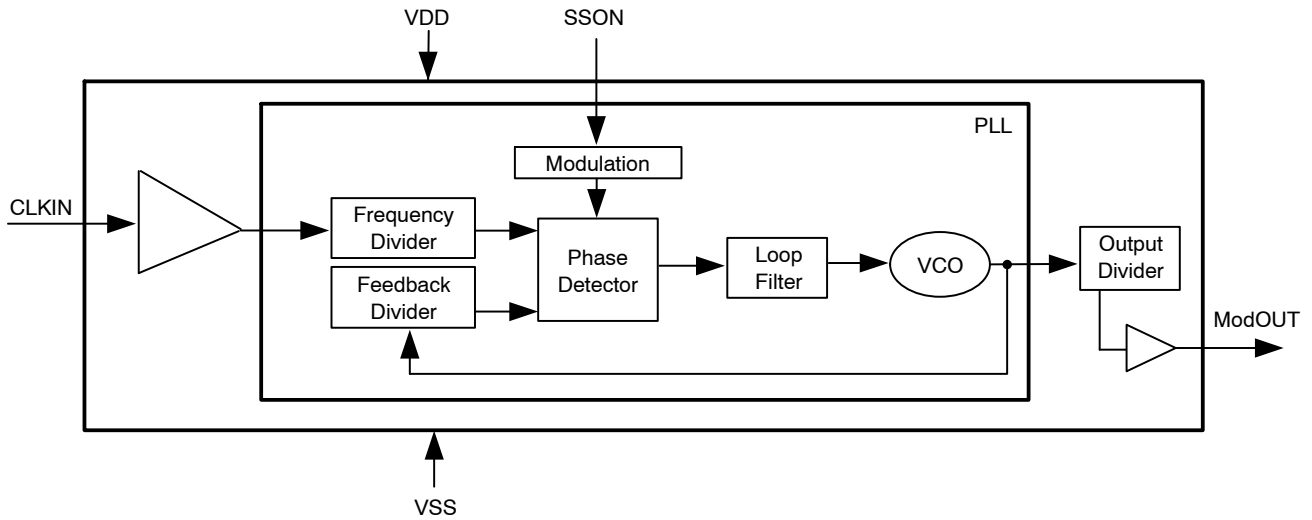 VDD
SSON
PLL
Modulation
CLKIN
Frequency
Divider
Phase
Detector
Loop
Filter
VCO
Output
Divider
Feedback
Divider
ModOUT
VSS